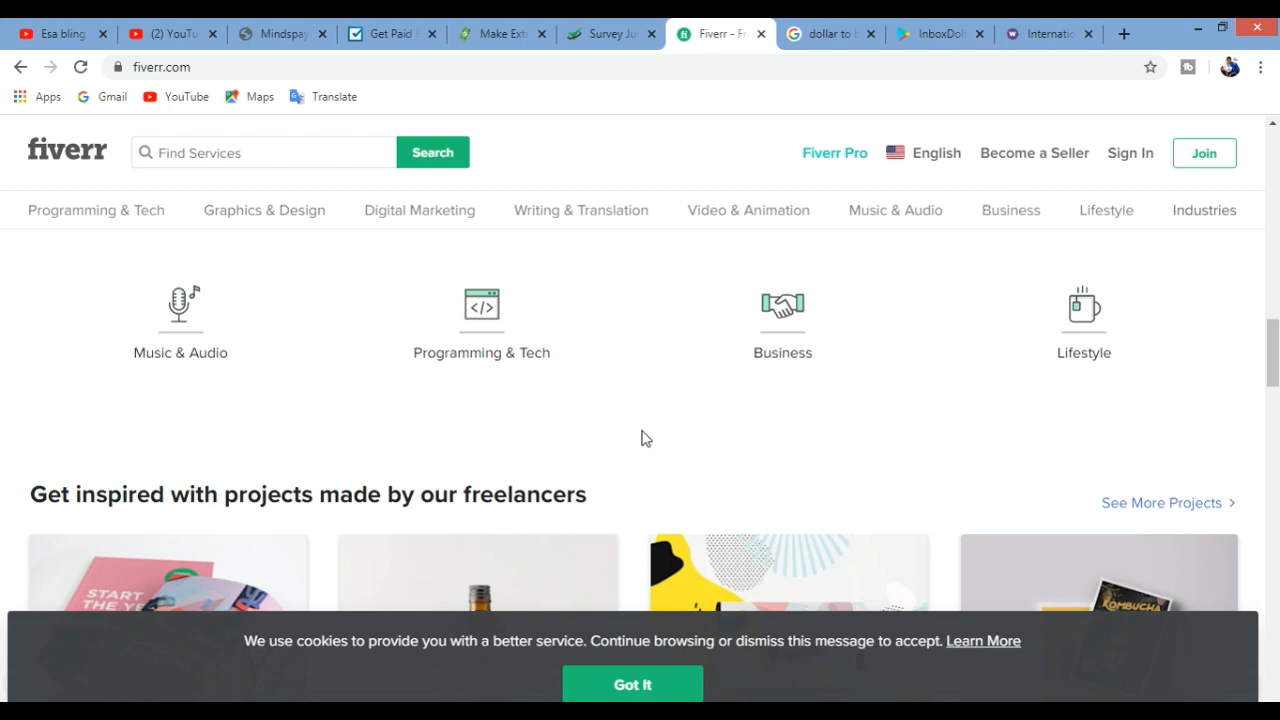 Esa bling
(2) YouTu
Mindspay
Get Paid
Make Ext
Survey Ju
Fiverr - Fr
dollar to b
InboxDoll
Internatio
fiverr.com
Apps
Gmail
YouTube
Maps
Translate
fiverr
Find Services
Search
Fiverr Pro
English
Become a Seller
Sign In
Join
Programming & Tech
Graphics & Design
Digital Marketing
Writing & Translation
Video & Animation
Music & Audio
Business
Lifestyle
Industries
Music & Audio
Programming & Tech
Business
Lifestyle
Get inspired with projects made by our freelancers
See More Projects >
START
THE YE
KOMBUCHA
We use cookies to provide you with a better service. Continue browsing or dismiss this message to accept. Learn More
Got It